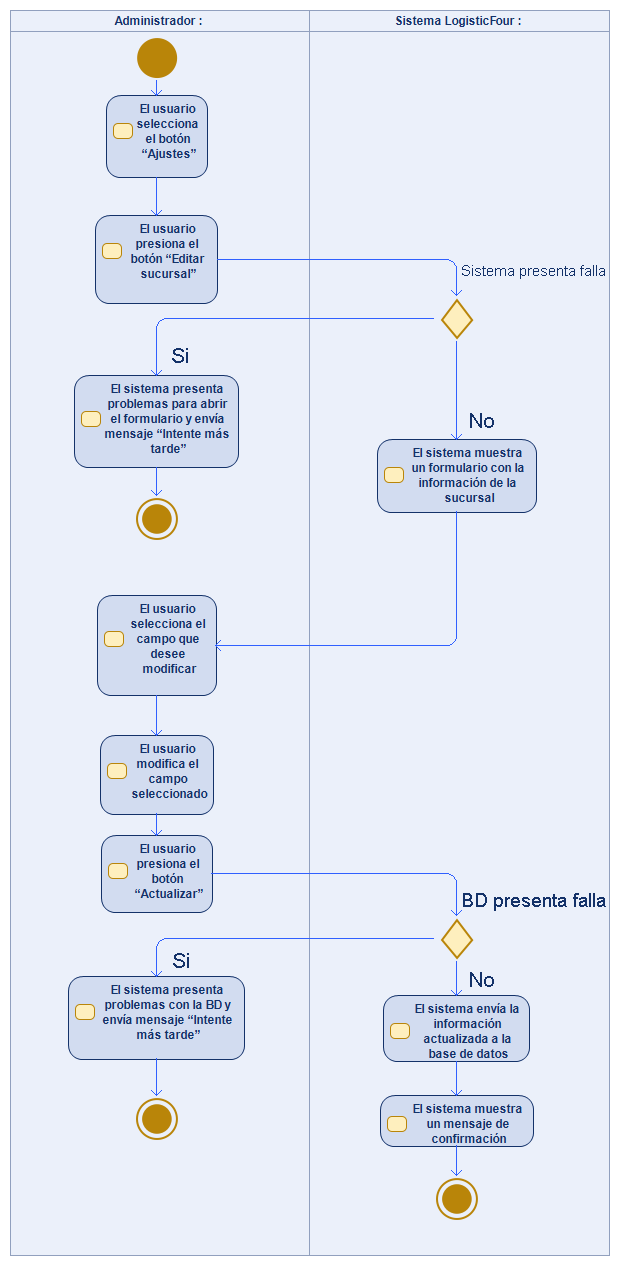 Administrador :
Sistema LogisticFour :
El usuario
selecciona
el botón
“Ajustes”
El usuario
presiona el
botón “Editar
sucursal”
Sistema presenta falla
Si
El sistema presenta
problemas para abrir
el formulario y envía
mensaje “Intente más
tarde”
No
El sistema muestra
un formulario con la
información de la
sucursal
El usuario
selecciona el
campo que
desee
modificar
El usuario
modifica el
campo
seleccionado
El usuario
presiona el
botón
“Actualizar”
BD presenta falla
Si
El sistema presenta
problemas con la BD y
envía mensaje “Intente
más tarde”
No
El sistema envía la
información
actualizada a la
base de datos
El sistema muestra
un mensaje de
confirmación